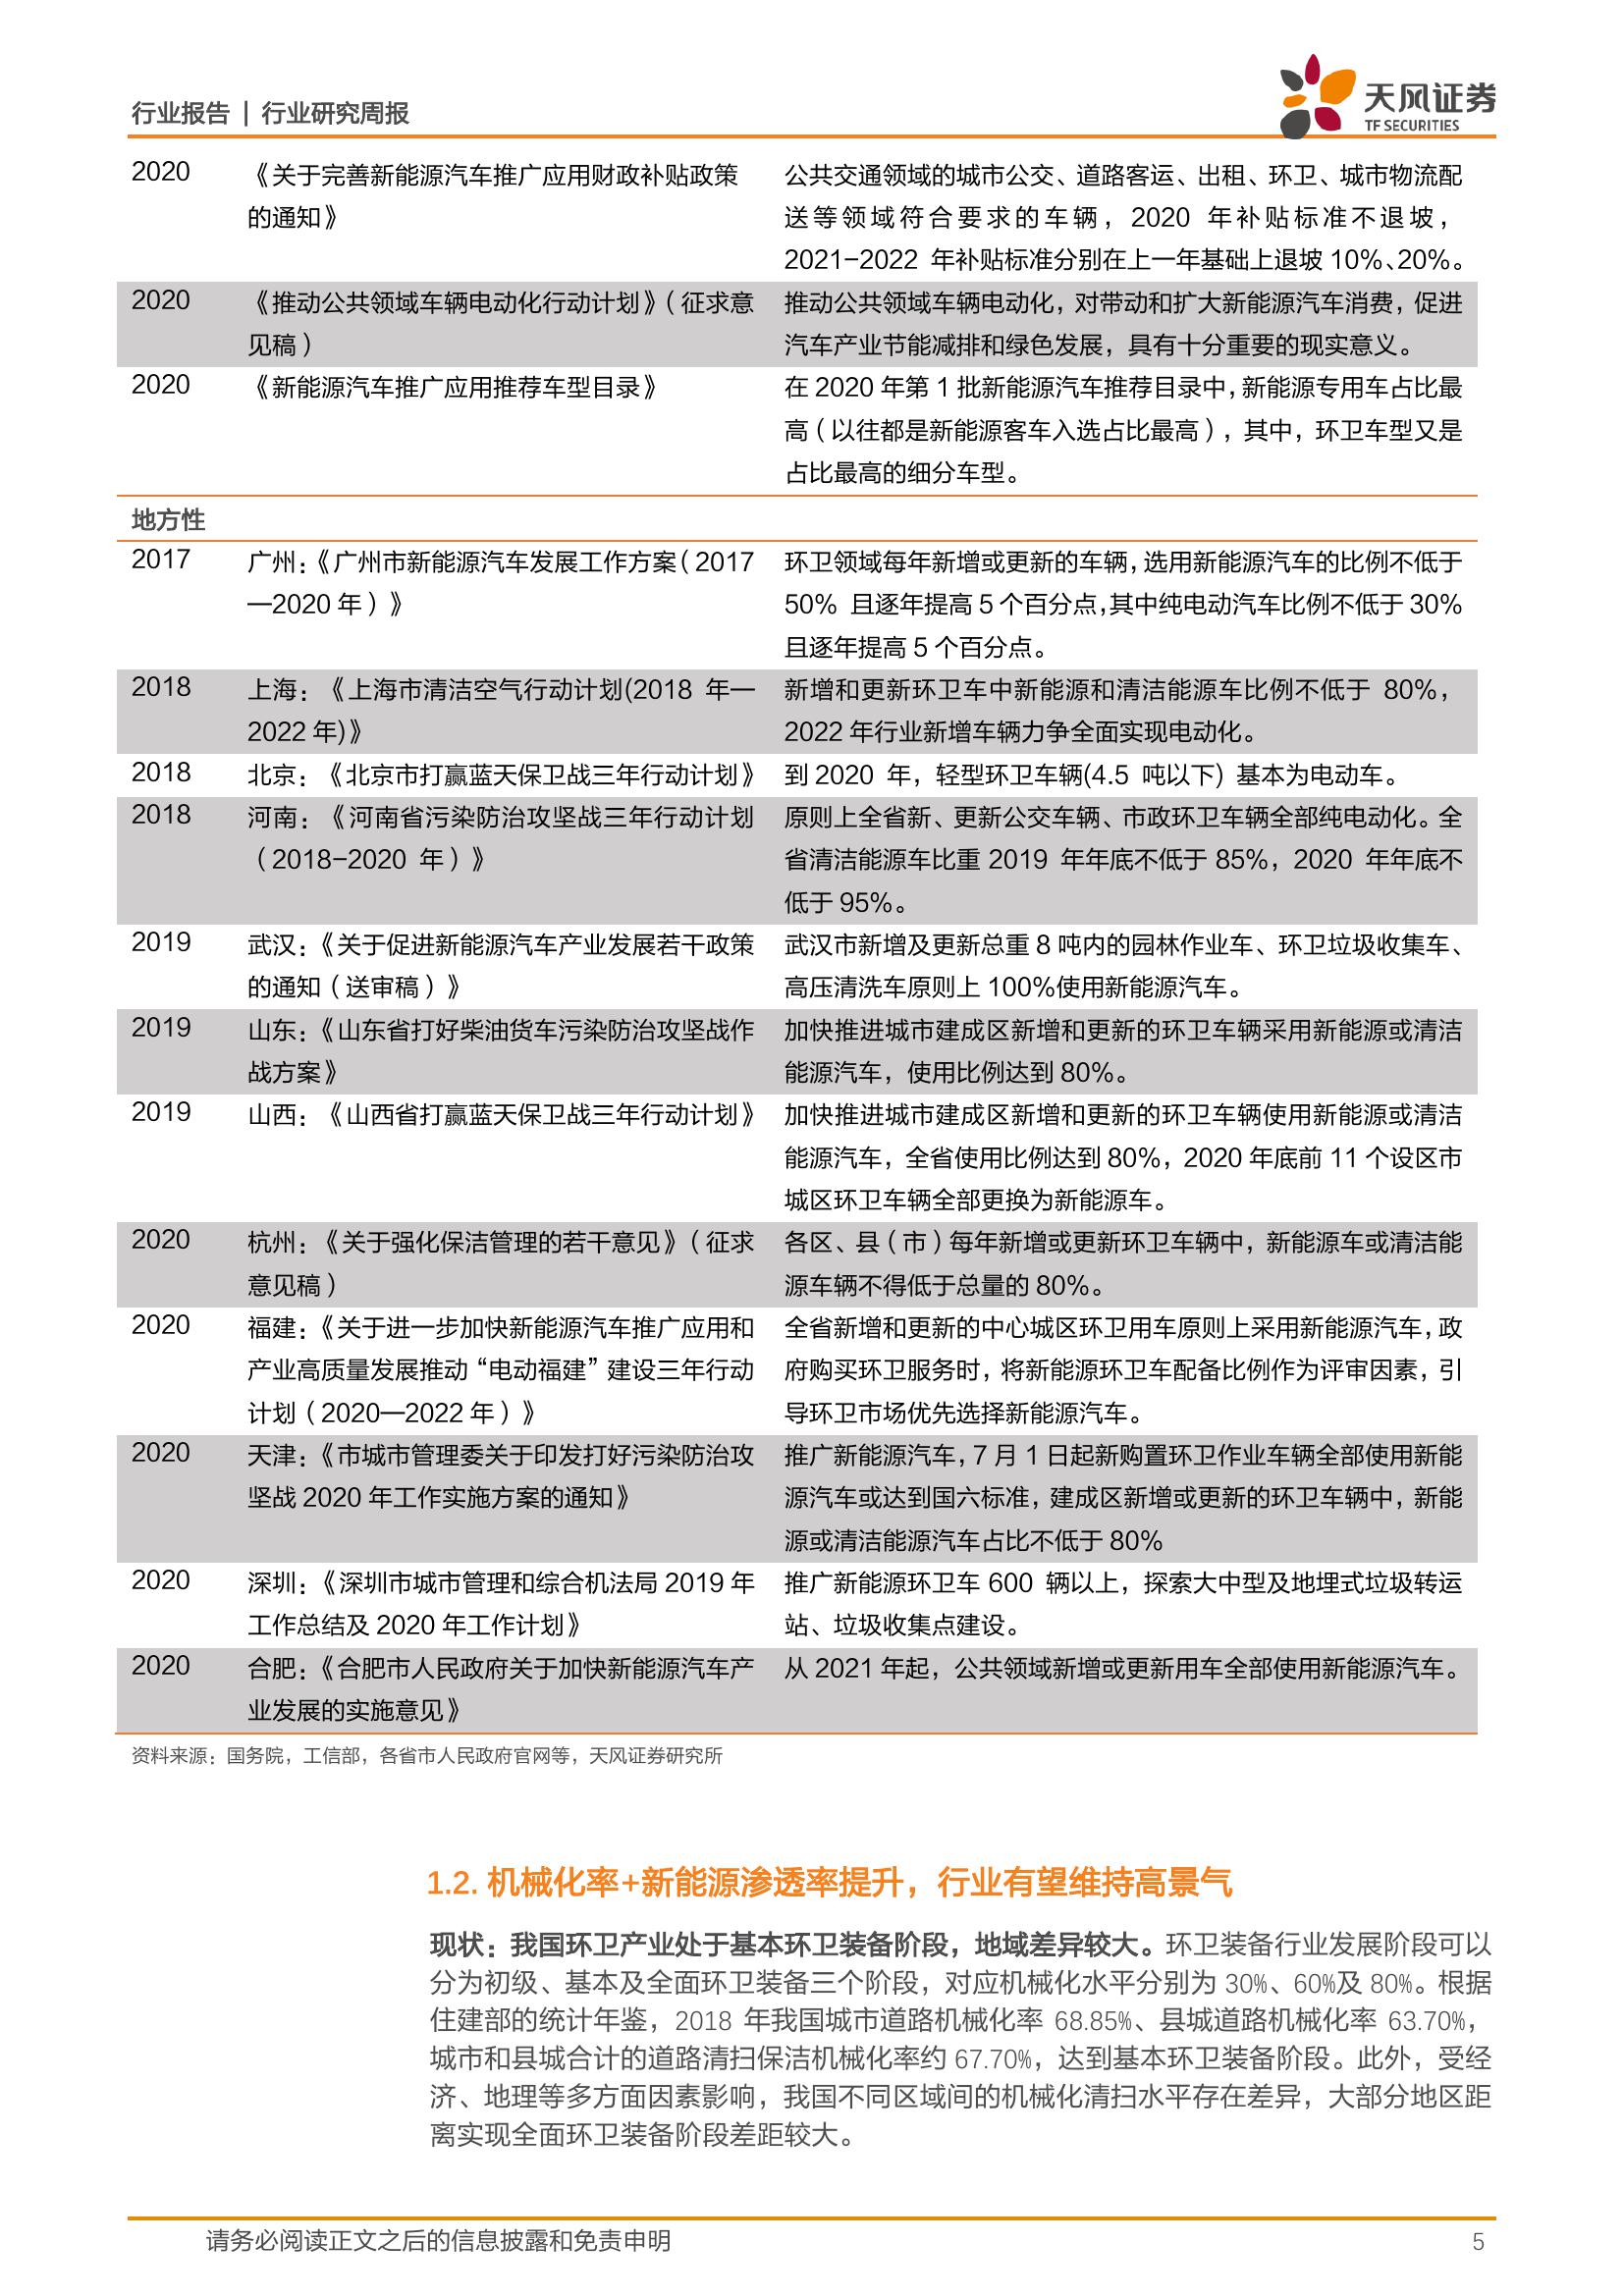 行业报告 | 行业研究周报
天风证券
TF SECURITIES
2020 《关于完善新能源汽车推广应用财政补贴政策 公共交通领域的城市公交、道路客运、出租、环卫、城市物流配
的通知》 送等领域符合要求的车辆，2020 年补贴标准不退坡，
2021-2022 年补贴标准分别在上一年基础上退坡 10%、20%。
2020 《推动公共领域车辆电动化行动计划》（征求意 推动公共领域车辆电动化，对带动和扩大新能源汽车消费，促进
见稿） 汽车产业节能减排和绿色发展，具有十分重要的现实意义。
2020 《新能源汽车推广应用推荐车型目录》 在 2020 年第 1 批新能源汽车推荐目录中，新能源专用车占比最
高（以往都是新能源客车入选占比最高），其中，环卫车型又是
占比最高的细分车型。
地方性
2017 广州：《广州市新能源汽车发展工作方案（2017 环卫领域每年新增或更新的车辆，选用新能源汽车的比例不低于
—2020 年）》 50% 且逐年提高 5 个百分点，其中纯电动汽车比例不低于 30%
且逐年提高 5 个百分点。
2018 上海：《上海市清洁空气行动计划(2018 年— 新增和更新环卫车中新能源和清洁能源车比例不低于 80%，
2022 年)》 2022 年行业新增车辆力争全面实现电动化。
2018 北京：《北京市打赢蓝天保卫战三年行动计划》 到 2020 年，轻型环卫车辆(4.5 吨以下) 基本为电动车。
2018 河南：《河南省污染防治攻坚战三年行动计划 原则上全省新、更新公交车辆、市政环卫车辆全部纯电动化。全
（2018-2020 年）》 省清洁能源车比重 2019 年年底不低于 85%，2020 年年底不
低于 95%。
2019 武汉：《关于促进新能源汽车产业发展若干政策 武汉市新增及更新总重 8 吨内的园林作业车、环卫垃圾收集车、
的通知（送审稿）》 高压清洗车原则上 100%使用新能源汽车。
2019 山东：《山东省打好柴油货车污染防治攻坚战作 加快推进城市建成区新增和更新的环卫车辆采用新能源或清洁
战方案》 能源汽车，使用比例达到 80%。
2019 山西：《山西省打赢蓝天保卫战三年行动计划》 加快推进城市建成区新增和更新的环卫车辆使用新能源或清洁
能源汽车，全省使用比例达到 80%，2020 年底前 11 个设区市
城区环卫车辆全部更换为新能源车。
2020 杭州：《关于强化保洁管理的若干意见》（征求 各区、县（市）每年新增或更新环卫车辆中，新能源车或清洁能
意见稿） 源车辆不得低于总量的 80%。
2020 福建：《关于进一步加快新能源汽车推广应用和 全省新增和更新的中心城区环卫用车原则上采用新能源汽车，政
产业高质量发展推动“电动福建”建设三年行动 府购买环卫服务时，将新能源环卫车配备比例作为评审因素，引
计划（2020—2022 年）》 导环卫市场优先选择新能源汽车。
2020 天津：《市城市管理委关于印发打好污染防治攻 推广新能源汽车，7 月 1 日起新购置环卫作业车辆全部使用新能
坚战 2020 年工作实施方案的通知》 源汽车或达到国六标准，建成区新增或更新的环卫车辆中，新能
源或清洁能源汽车占比不低于 80%
2020 深圳：《深圳市城市管理和综合机法局 2019 年 推广新能源环卫车 600 辆以上，探索大中型及地埋式垃圾转运
工作总结及 2020 年工作计划》 站、垃圾收集点建设。
2020 合肥：《合肥市人民政府关于加快新能源汽车产 从 2021 年起，公共领域新增或更新用车全部使用新能源汽车。
业发展的实施意见》
资料来源：国务院，工信部，各省市人民政府官网等，天风证券研究所
1.2. 机械化率+新能源渗透率提升，行业有望维持高景气
现状：我国环卫产业处于基本环卫装备阶段，地域差异较大。环卫装备行业发展阶段可以
分为初级、基本及全面环卫装备三个阶段，对应机械化水平分别为 30%、60%及 80%。根据
住建部的统计年鉴，2018 年我国城市道路机械化率 68.85%、县城道路机械化率 63.70%，
城市和县城合计的道路清扫保洁机械化率约 67.70%，达到基本环卫装备阶段。此外，受经
济、地理等多方面因素影响，我国不同区域间的机械化清扫水平存在差异，大部分地区距
离实现全面环卫装备阶段差距较大。
请务必阅读正文之后的信息披露和免责申明 5